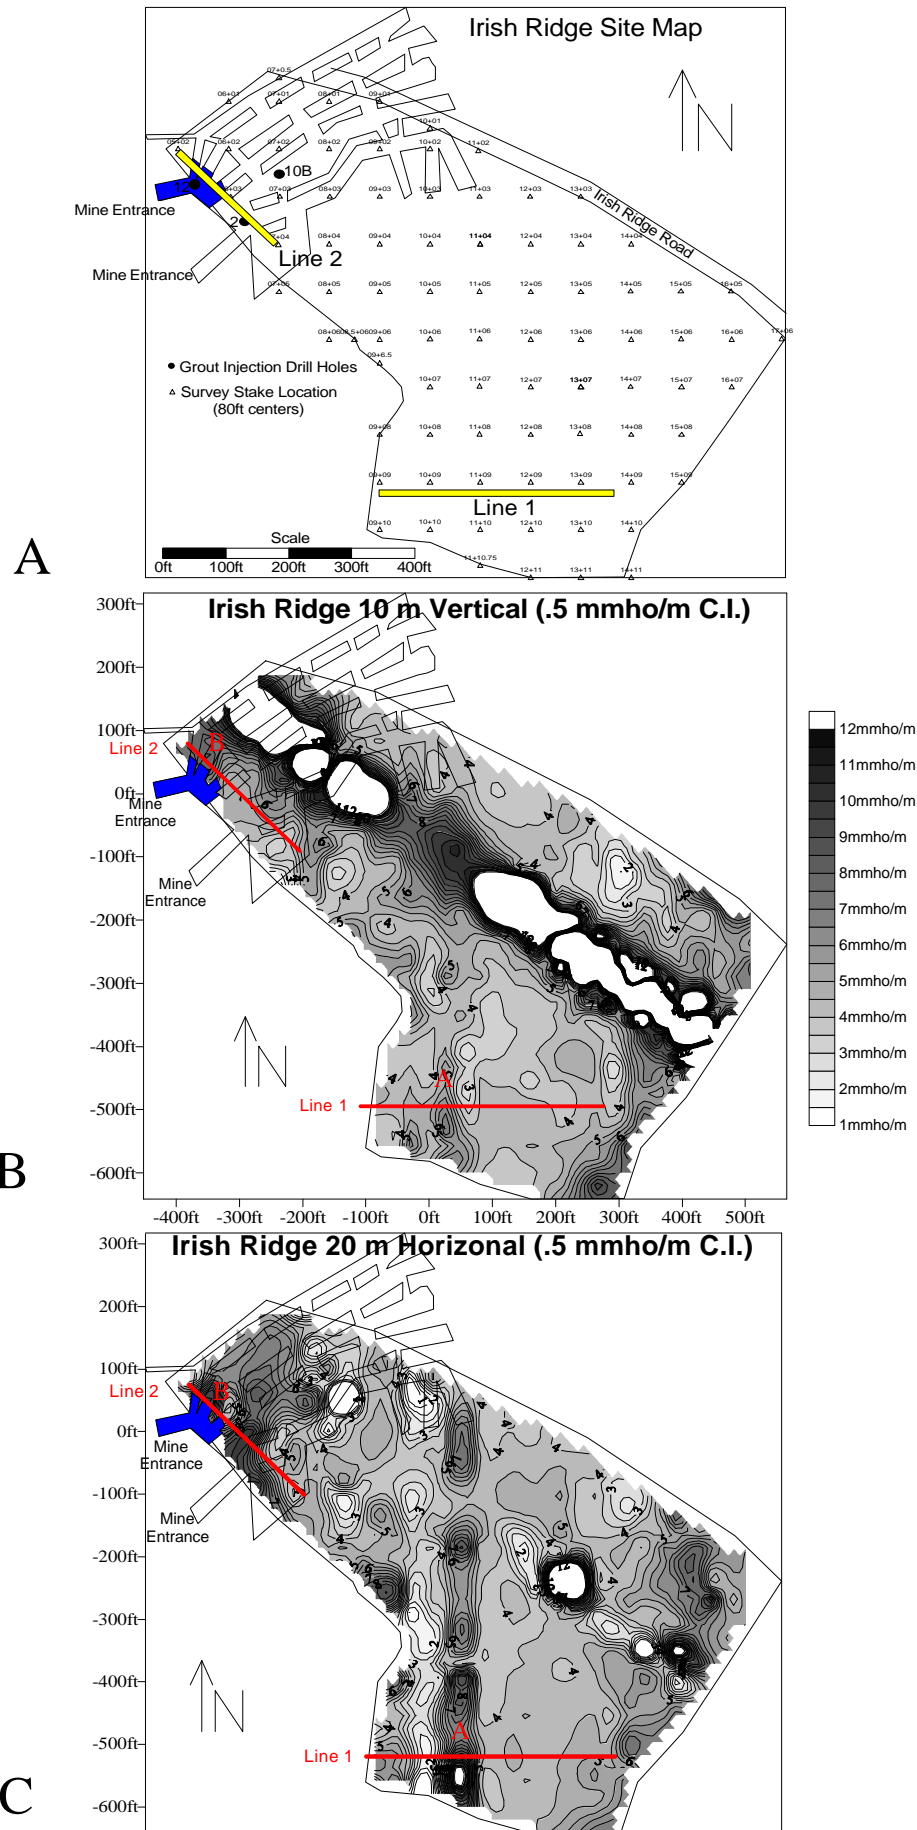 Irish Ridge Site Map
07+0.5
06+01 07+01 08+01 09+01
10+01
05+02 06+02 07+02 08+02 09+02 10+02 11+02
10B
12
07+03 08+03 09+03 10+03 11+03 12+03 13+03
Mine Entrance
2
Irish Ridge Road
08+04 09+04 10+04 11+04 12+04 13+04 14+04
Line 2
Mine Entrance
07+05 08+05 09+05 10+05 11+05 12+05 13+05 14+05 15+05 16+05
N
09+06 10+06 11+06 12+06 13+06 14+06 15+06 16+06 17+06
09+6.5
Grout Injection Drill Holes
10+07 11+07 12+07 13+07 14+07 15+07 16+07
Survey Stake Location
(80ft centers)
09+08 10+08 11+08 12+08 13+08 14+08 15+08
09+09 10+09 11+09 12+09 13+09 14+09 15+09
Line 1
09+10 10+10 11+10 12+10 13+10 14+10
Scale
0ft 100ft 200ft 300ft 400ft
11+10.75
12+11 13+11 14+11
A
Irish Ridge 10 m Vertical (.5 mmho/m C.I.)
300ft
200ft
100ft
0ft
-100ft
-200ft
-300ft
-400ft
-500ft
-600ft
Line 2
B
Mine
Entrance
Mine
Entrance
N
A
Line 1
-400ft -300ft -200ft -100ft 0ft 100ft 200ft 300ft 400ft 500ft
12mmho/m
11mmho/m
10mmho/m
9mmho/m
8mmho/m
7mmho/m
6mmho/m
5mmho/m
4mmho/m
3mmho/m
2mmho/m
1mmho/m
B
Irish Ridge 20 m Horizonal (.5 mmho/m C.I.)
300ft
200ft
100ft
0ft
-100ft
-200ft
-300ft
-400ft
-500ft
-600ft
Line 2
B
Mine
Entrance
Mine
Entrance
N
A
Line 1
C